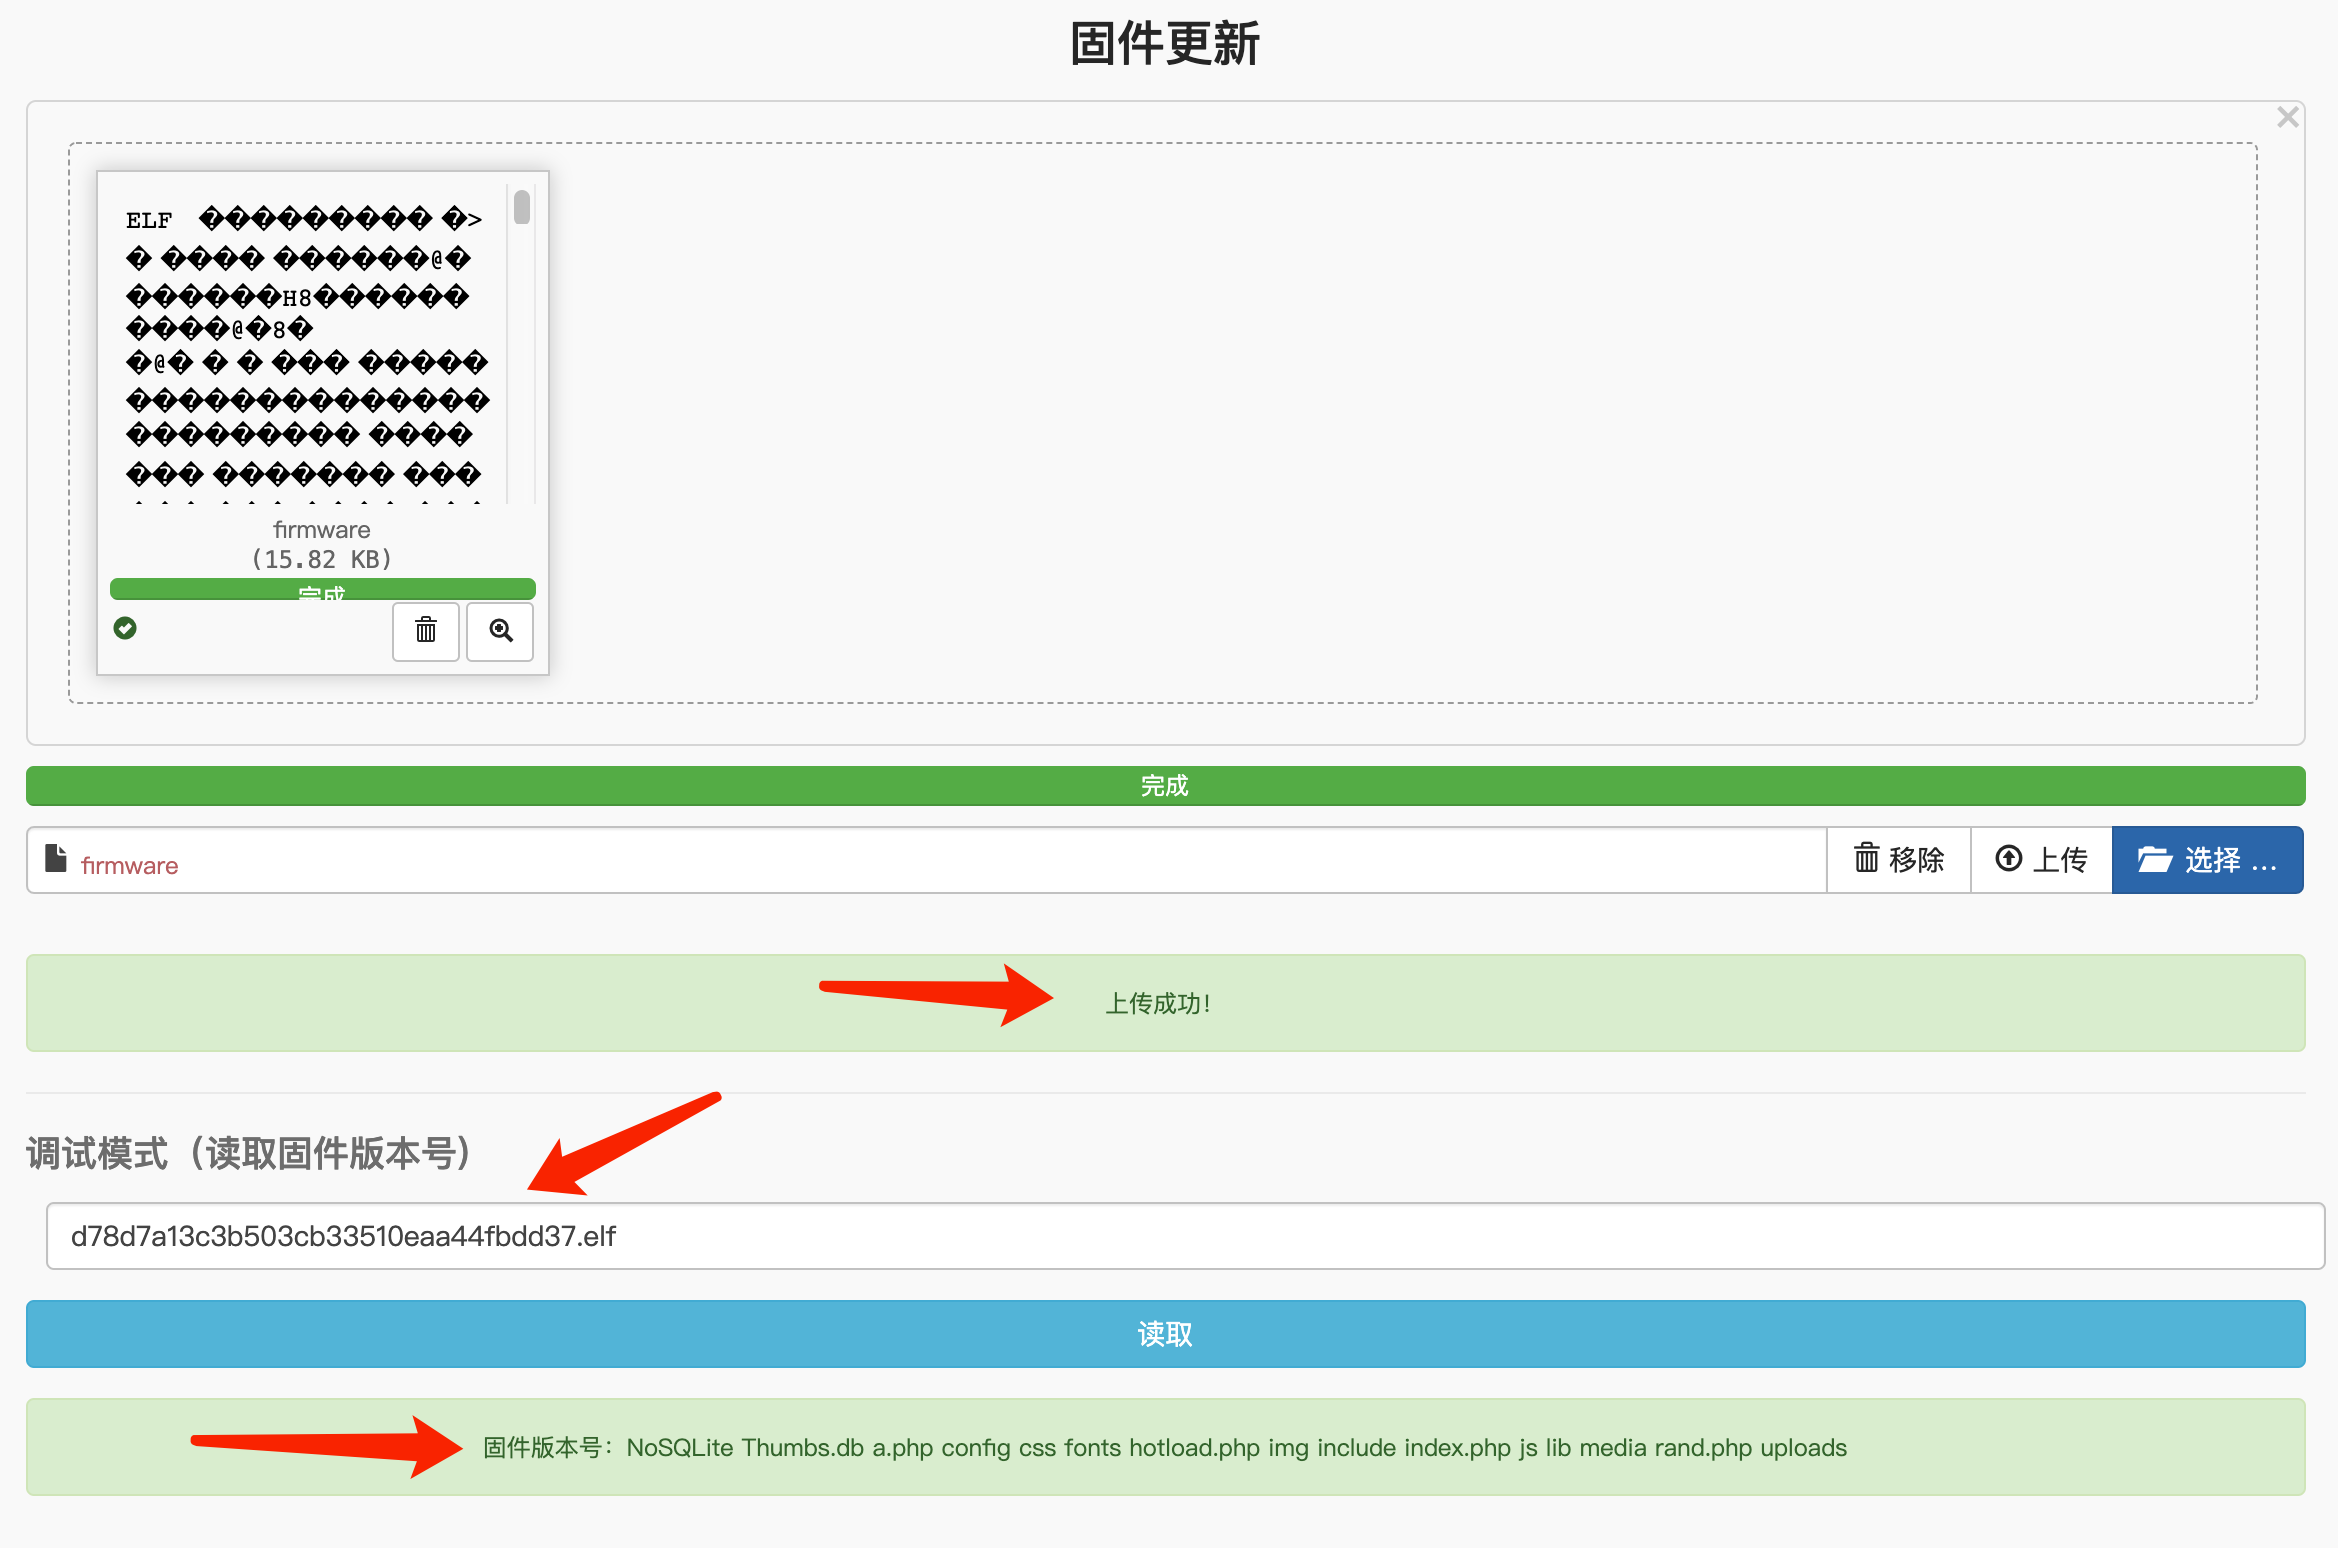 固件更新
×
ELF ����������� �>
� ���� ������@�
������H8������
����@�8�
�@� � � ��� �����
��������������
��������� ����
��� ������� ���
firmware
(15.82 KB)
完成
完成
firmware
移除
上传
选择 ...
上传成功!
调试模式（读取固件版本号）
d78d7a13c3b503cb33510eaa44fbdd37.elf
读取
固件版本号：NoSQLite Thumbs.db a.php config css fonts hotload.php img include index.php js lib media rand.php uploads